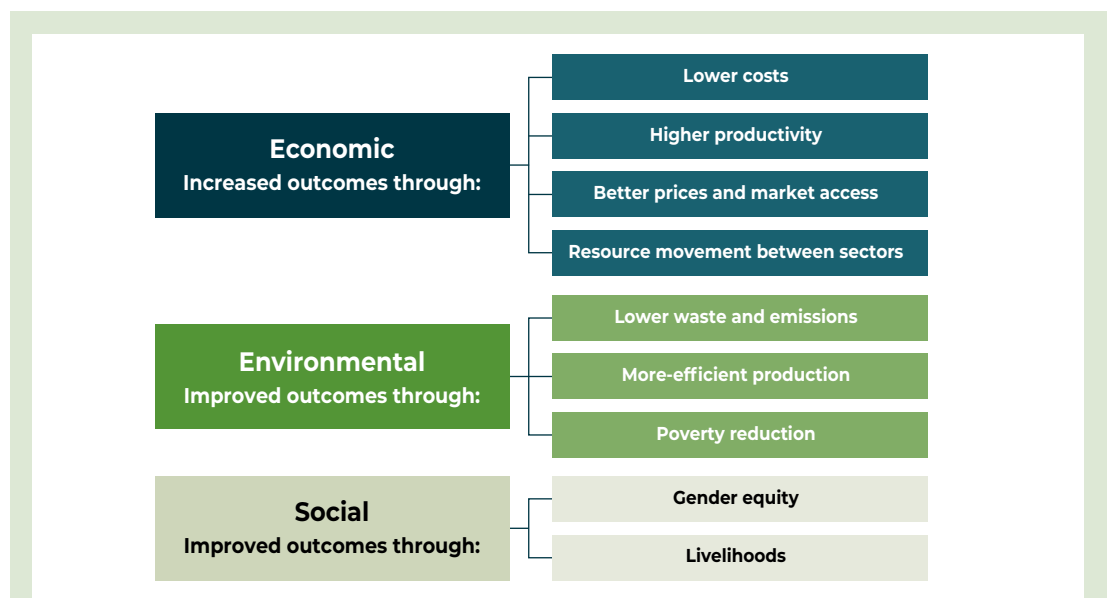 Economic
Increased outcomes through:
Lower costs
Higher productivity
Better prices and market access
Resource movement between sectors
Environmental
Improved outcomes through:
Lower waste and emissions
More-efficient production
Poverty reduction
Social
Improved outcomes through:
Gender equity
Livelihoods